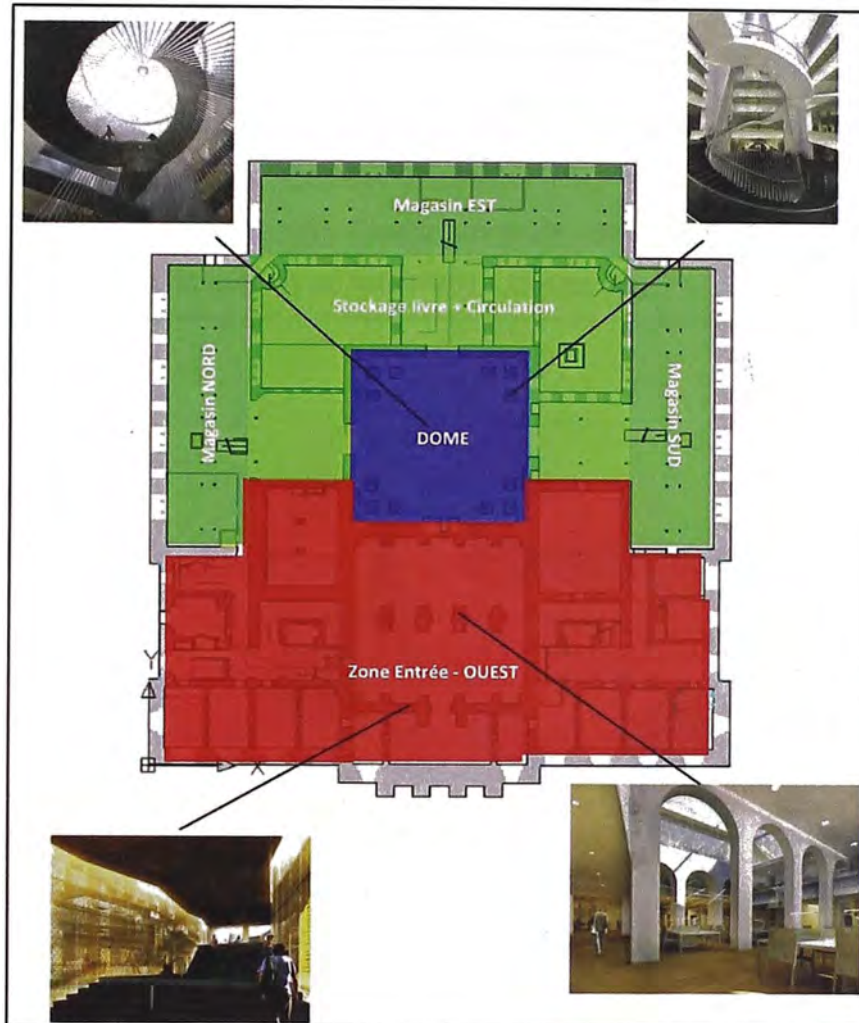 Magasin EST
Stockage livre + Circulation
Magasin NORD
Magasin SUD
DOME
Zone Entrée - OUEST
Y
X